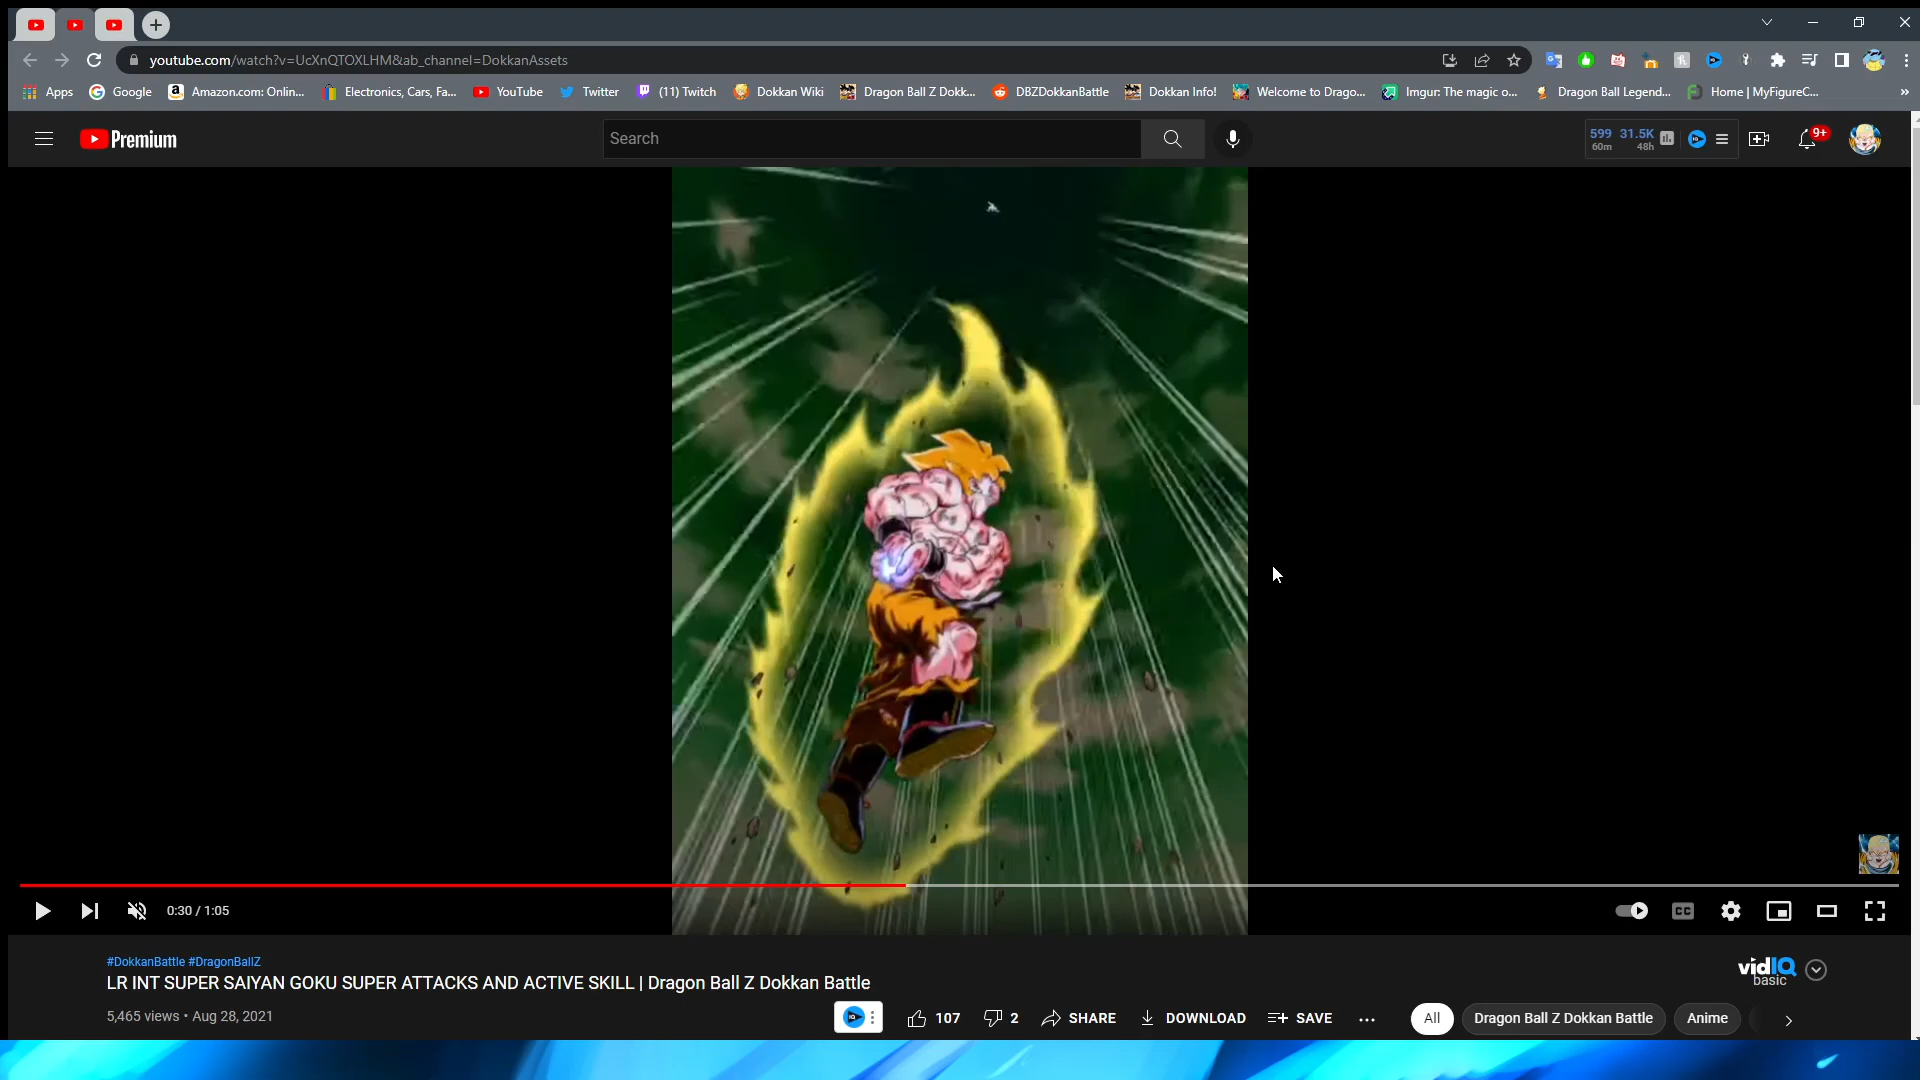 youtube.com/watch?v=UcXnQTOXLHM&ab_channel=DokkanAssets
Apps Google Amazon.com: Onlin... Electronics, Cars, Fa... YouTube Twitter (11) Twitch Dokkan Wiki Dragon Ball Z Dokk... DBZDokkanBattle Dokkan Info! Welcome to Drago... Imgur: The magic o... Dragon Ball Legend... Home | MyFigureC... »
Premium Search 599 31.5K 9+
60m 48h
0:30 / 1:05 CC
#DokkanBattle #DragonBallZ
LR INT SUPER SAIYAN GOKU SUPER ATTACKS AND ACTIVE SKILL | Dragon Ball Z Dokkan Battle
vidIQ
basic
5,465 views • Aug 28, 2021 107 2 SHARE DOWNLOAD SAVE ... All Dragon Ball Z Dokkan Battle Anime